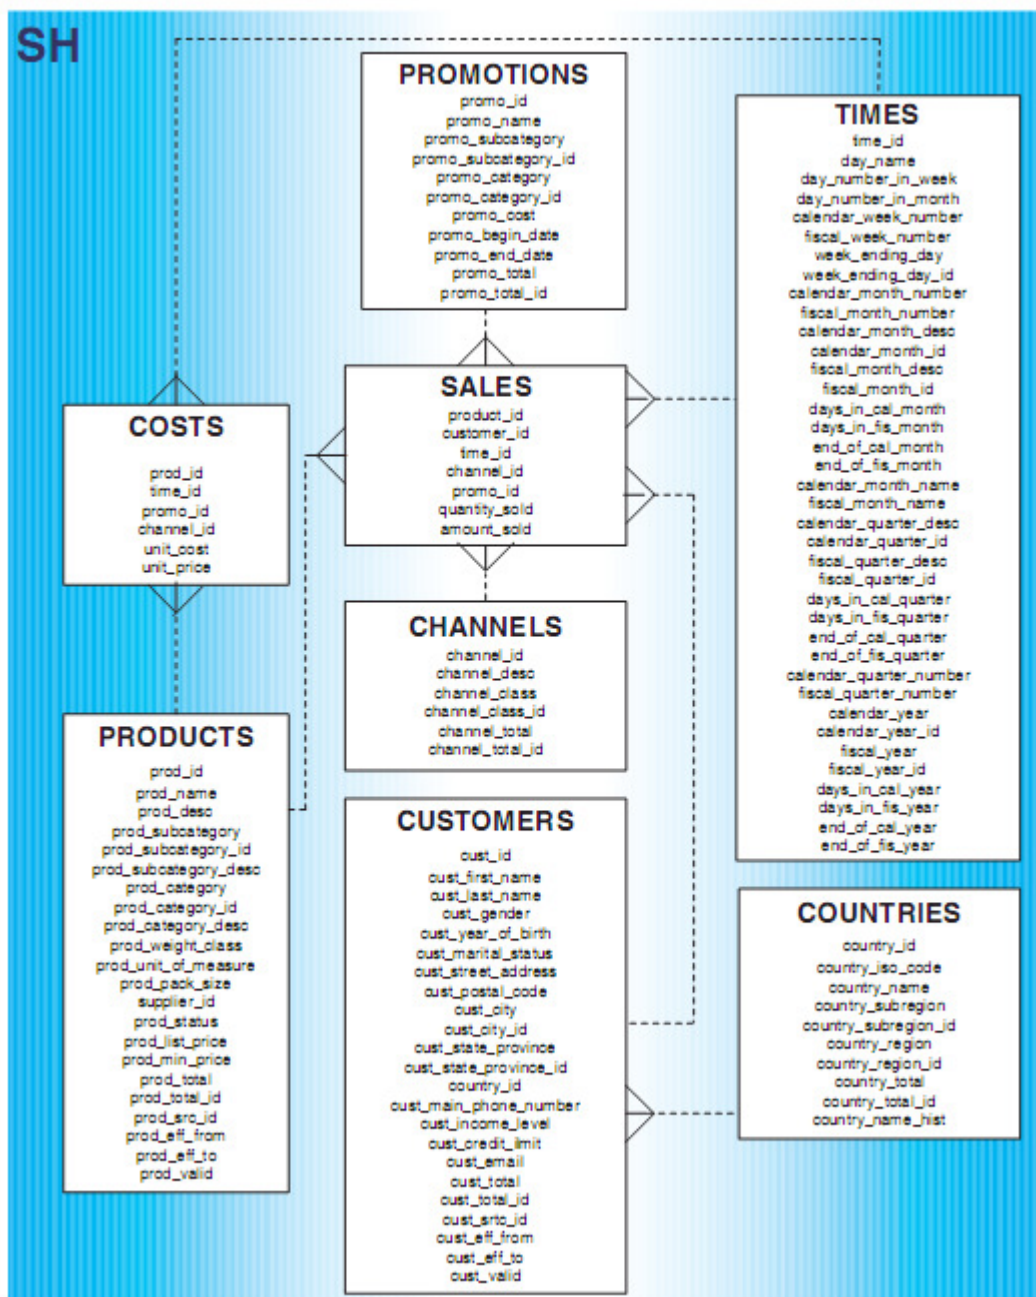 SH
PROMOTIONS
promo_id
promo_name
promo_subcategory
promo_subcategory_id
promo_category
promo_category_id
promo_cost
promo_begin_date
promo_end_date
promo_total
promo_total_id
TIMES
time_id
day_name
day_number_in_week
day_number_in_month
calendar_week_number
fiscal_week_number
week_ending_day
week_ending_day_id
calendar_month_number
fiscal_month_number
calendar_month_desc
calendar_month_id
fiscal_month_desc
fiscal_month_id
days_in_cal_month
days_in_fis_month
end_of_cal_month
end_of_fis_month
calendar_month_name
fiscal_month_name
calendar_quarter_desc
calendar_quarter_id
fiscal_quarter_desc
fiscal_quarter_id
days_in_cal_quarter
days_in_fis_quarter
end_of_cal_quarter
end_of_fis_quarter
calendar_quarter_number
fiscal_quarter_number
calendar_year
calendar_year_id
fiscal_year
fiscal_year_id
days_in_cal_year
days_in_fis_year
end_of_cal_year
end_of_fis_year
SALES
product_id
customer_id
time_id
channel_id
promo_id
quantity_sold
amount_sold
COSTS
prod_id
time_id
promo_id
channel_id
unit_cost
unit_price
CHANNELS
channel_id
channel_desc
channel_class
channel_class_id
channel_total
channel_total_id
PRODUCTS
prod_id
prod_name
prod_desc
prod_subcategory
prod_subcategory_id
prod_subcategory_desc
prod_category
prod_category_id
prod_category_desc
prod_weight_class
prod_unit_of_measure
prod_pack_size
supplier_id
prod_status
prod_list_price
prod_min_price
prod_total
prod_total_id
prod_src_id
prod_eff_from
prod_eff_to
prod_valid
CUSTOMERS
cust_id
cust_first_name
cust_last_name
cust_gender
cust_year_of_birth
cust_marital_status
cust_street_address
cust_postal_code
cust_city
cust_city_id
cust_state_province
cust_state_province_id
country_id
cust_main_phone_number
cust_income_level
cust_credit_ilmit
cust_email
cust_total
cust_total_id
cust_srtc_id
cust_eff_from
cust_eff_to
cust_valid
COUNTRIES
country_id
country_iso_code
country_name
country_subregion
country_subregion_id
country_region
country_region_id
country_total
country_total_id
country_name_hist